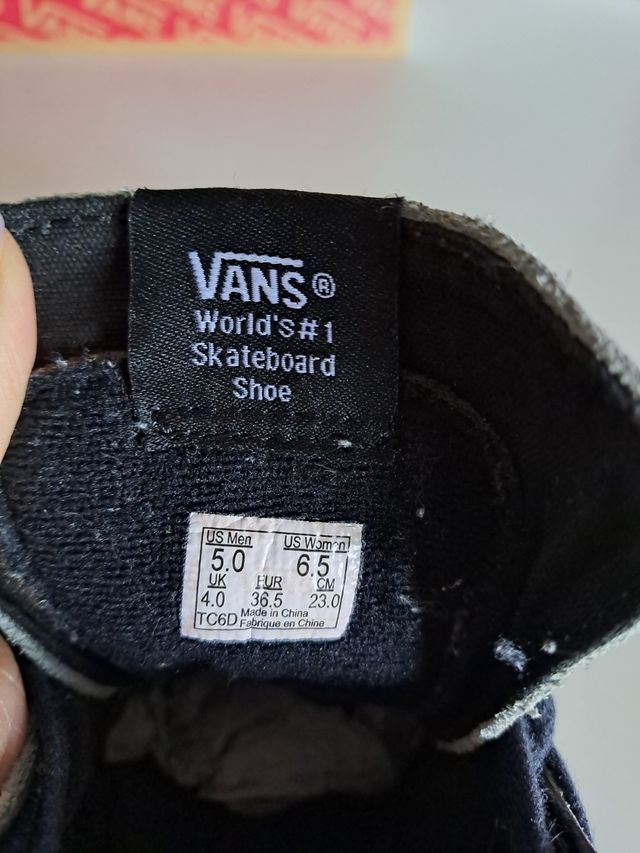 VANS®
World's #1
Skateboard
Shoe
US Men US Women
5.0 6.5
UK EUR CM
4.0 36.5 23.0
TC6D Made in China
Fabrique en Chine